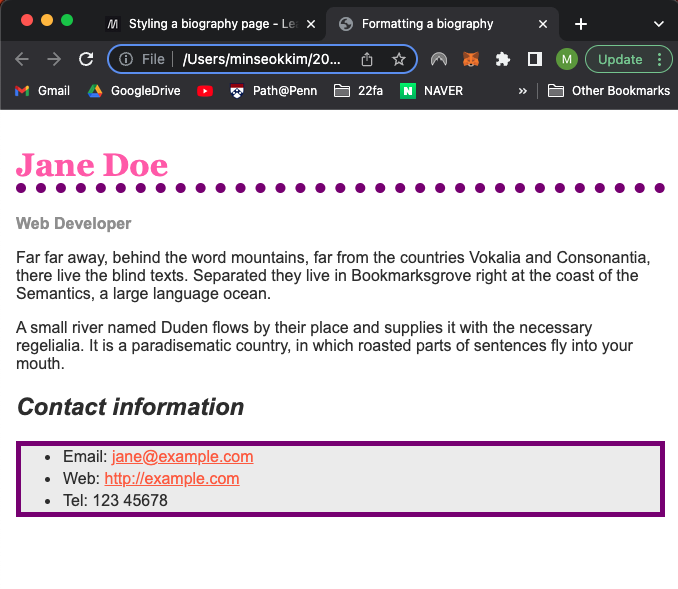 Styling a biography page - Lea
Formatting a biography
File
/Users/minseokkim/20...
M
Update
Gmail
GoogleDrive
Path@Penn
22fa
N
NAVER
»
Other Bookmarks
Jane Doe
Web Developer
Far far away, behind the word mountains, far from the countries Vokalia and Consonantia,
there live the blind texts. Separated they live in Bookmarksgrove right at the coast of the
Semantics, a large language ocean.
A small river named Duden flows by their place and supplies it with the necessary
regelialia. It is a paradisematic country, in which roasted parts of sentences fly into your
mouth.
Contact information
• Email: jane@example.com
• Web: http://example.com
• Tel: 123 45678